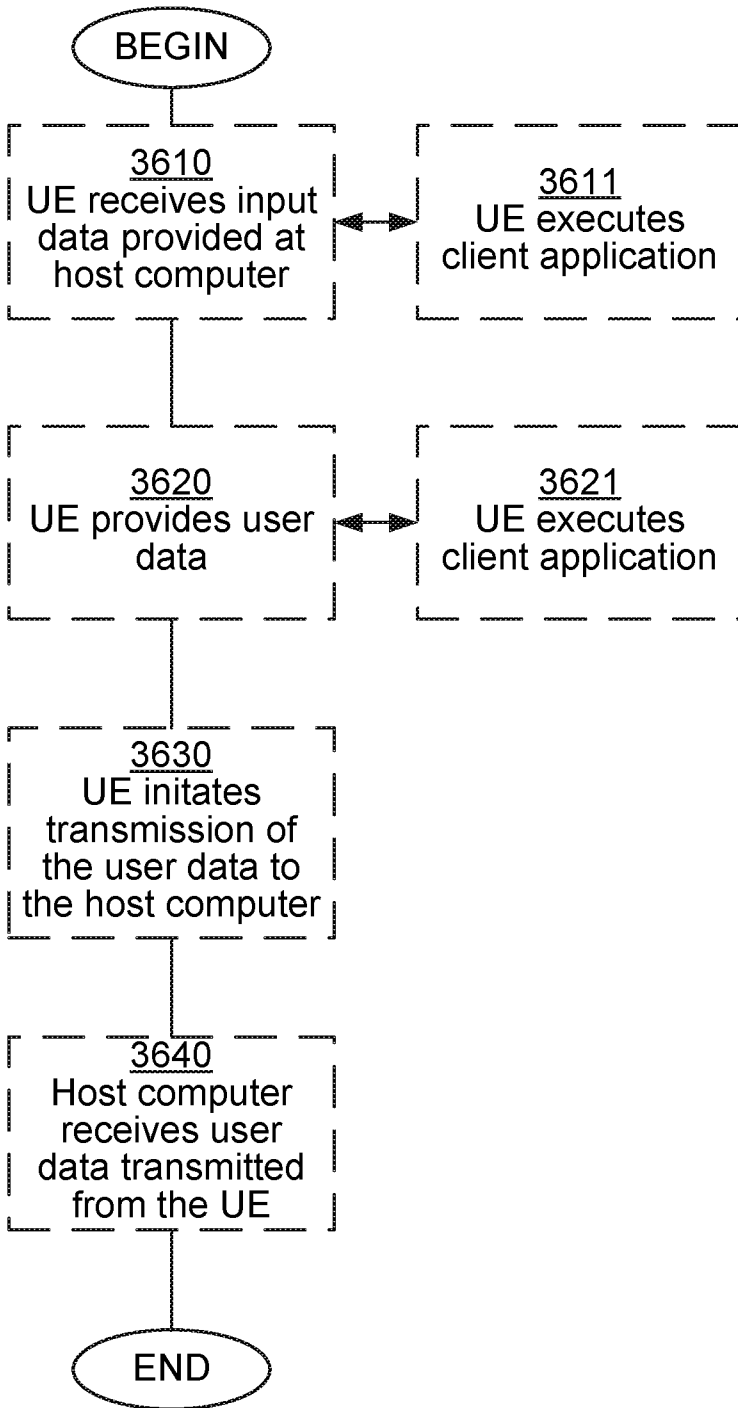 BEGIN
3610
UE receives input
data provided at
host computer
3611
UE executes
client application
3620
UE provides user
data
3621
UE executes
client application
3630
UE initates
transmission of
the user data to
the host computer
3640
Host computer
receives user
data transmitted
from the UE
END